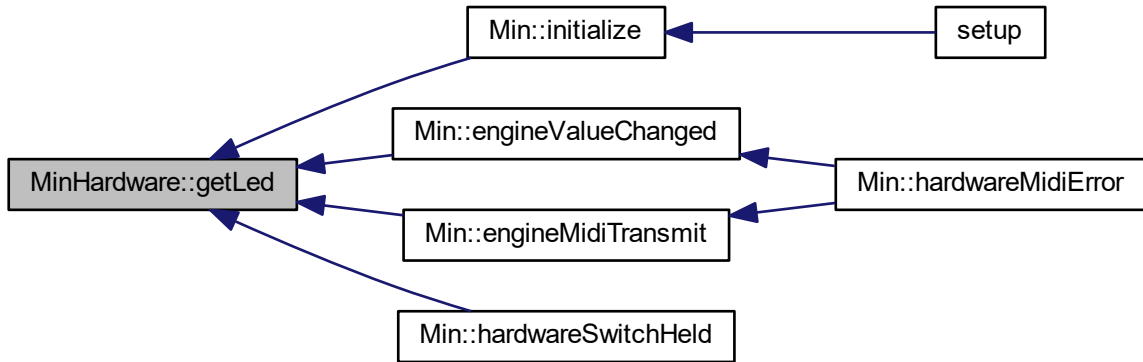 Min::initialize
setup
Min::engineValueChanged
MinHardware::getLed
Min::hardwareMidiError
Min::engineMidiTransmit
Min::hardwareSwitchHeld